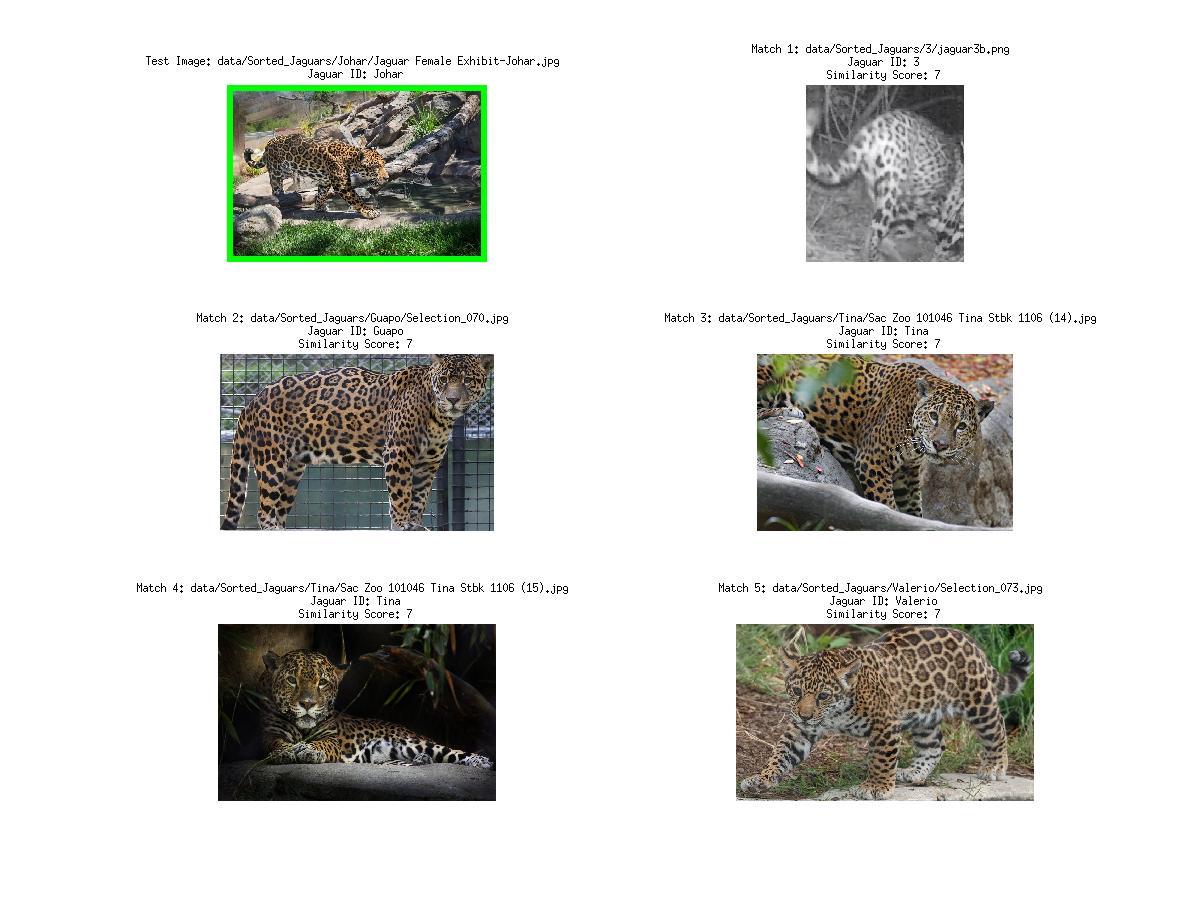 Test Image: data/Sorted_Jaguars/Johar/Jaguar Female Exhibit-Johar.jpg
Jaguar ID: Johar
Match 1: data/Sorted_Jaguars/3/jaguar3b.png
Jaguar ID: 3
Similarity Score: 7
Match 2: data/Sorted_Jaguars/Guapo/Selection_070.jpg
Jaguar ID: Guapo
Similarity Score: 7
Match 3: data/Sorted_Jaguars/Tina/Sac Zoo 101046 Tina Stbk 1106 (14).jpg
Jaguar ID: Tina
Similarity Score: 7
Match 4: data/Sorted_Jaguars/Tina/Sac Zoo 101046 Tina Stbk 1106 (15).jpg
Jaguar ID: Tina
Similarity Score: 7
Match 5: data/Sorted_Jaguars/Valerio/Selection_073.jpg
Jaguar ID: Valerio
Similarity Score: 7